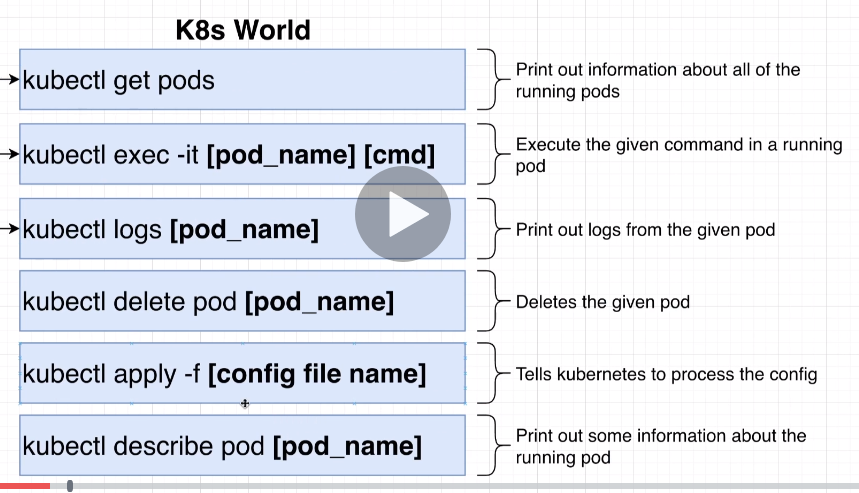 K8s World
kubectl get pods
Print out information about all of the
running pods
kubectl exec -it [pod_name] [cmd]
Execute the given command in a running
pod
kubectl logs [pod_name]
Print out logs from the given pod
kubectl delete pod [pod_name]
Deletes the given pod
kubectl apply -f [config file name]
Tells kubernetes to process the config
kubectl describe pod [pod_name]
Print out some information about the
running pod